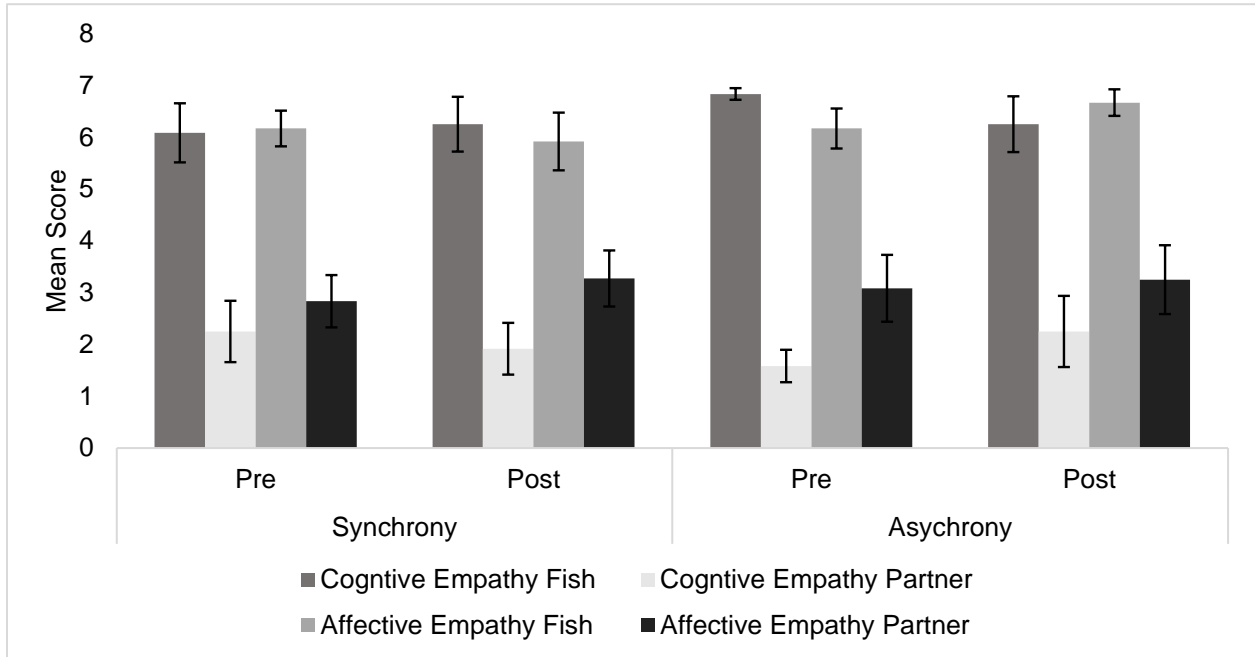 8
7
6
5
4
3
2
1
0
Mean Score
Pre Post Pre Post
Synchrony Asychrony
Cogntive Empathy Fish Cogntive Empathy Partner
Affective Empathy Fish Affective Empathy Partner